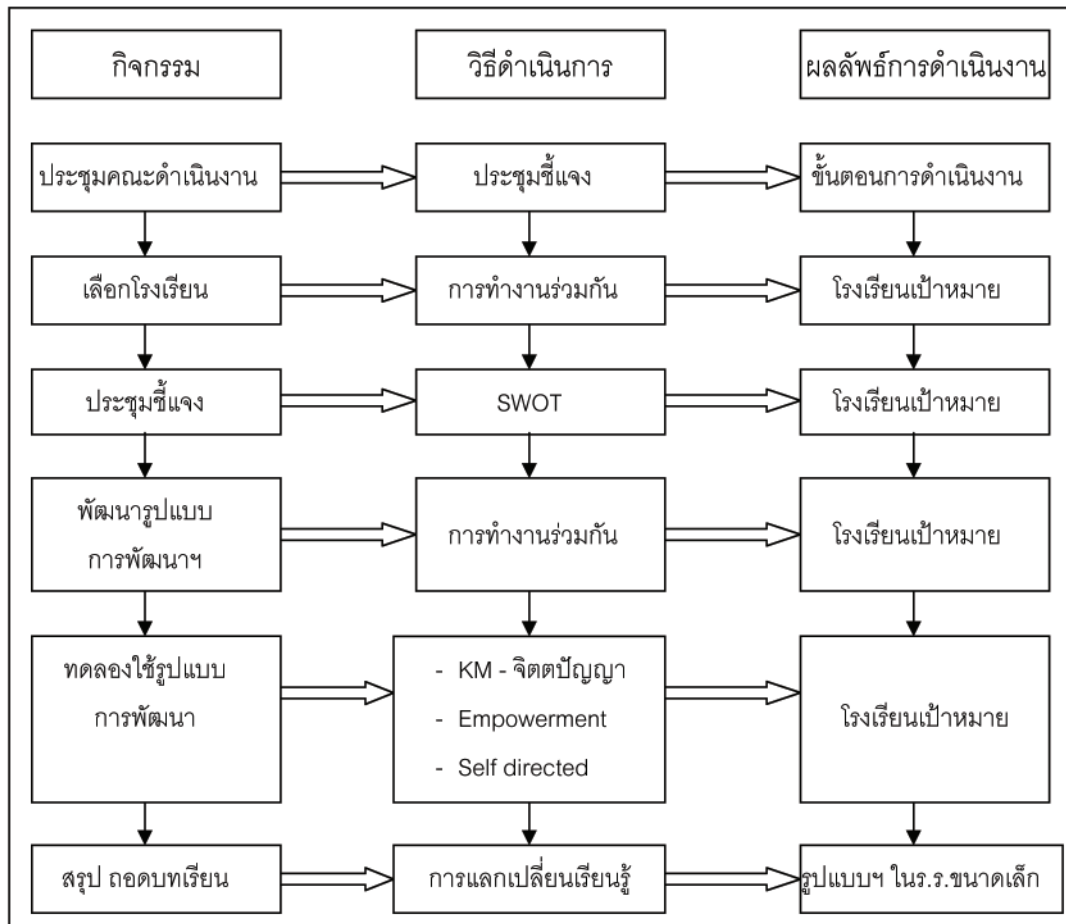 กิจกรรม
วิธีดำเนินการ
ผลลัพธ์การดำเนินงาน
ประชุมคณะดำเนินงาน
ประชุมชี้แจง
ขั้นตอนการดำเนินงาน
เลือกโรงเรียน
การทำงานร่วมกัน
โรงเรียนเป้าหมาย
ประชุมชี้แจง
SWOT
โรงเรียนเป้าหมาย
พัฒนารูปแบบ
การพัฒนาฯ
การทำงานร่วมกัน
โรงเรียนเป้าหมาย
ทดลองใช้รูปแบบ
การพัฒนา
- KM - จิตตปัญญา
- Empowerment
- Self directed
โรงเรียนเป้าหมาย
สรุป ถอดบทเรียน
การแลกเปลี่ยนเรียนรู้
รูปแบบฯ ในร.ร.ขนาดเล็ก